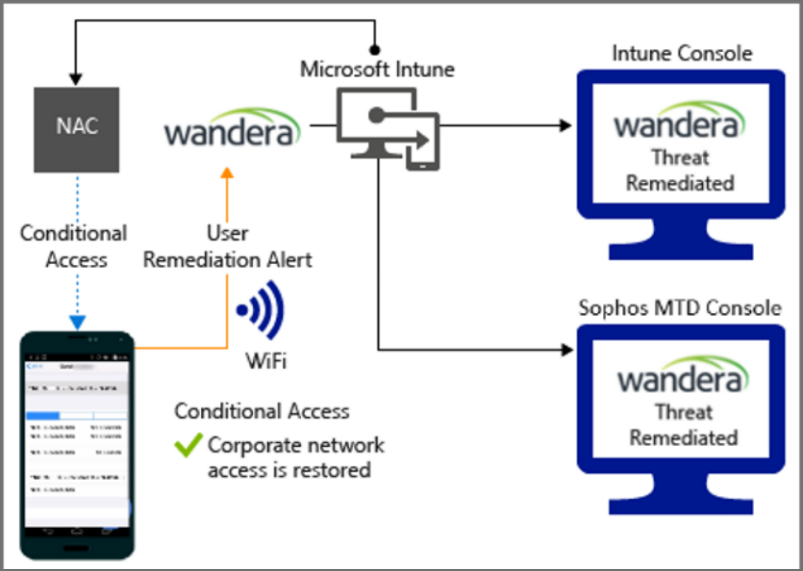 Microsoft Intune
Intune Console
NAC
wandera
wandera
Threat
Remediated
Conditional
Access
User
Remediation Alert
Sophos MTD Console
WiFi
wandera
Threat
Remediated
Conditional Access
Corporate network
access is restored